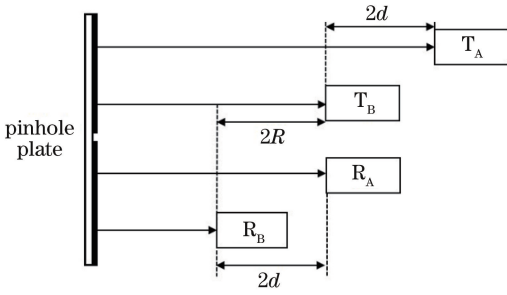 2d
T_A
T_B
pinhole
plate
2R
R_A
R_B
2d